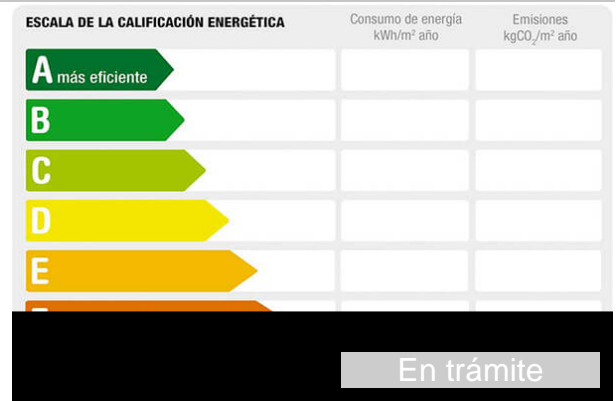 ESCALA DE LA CALIFICACIÓN ENERGÉTICA
Consumo de energía
kWh/m² año
Emisiones
kgCO₂/m² año
A más eficiente
B
C
D
E
En trámite